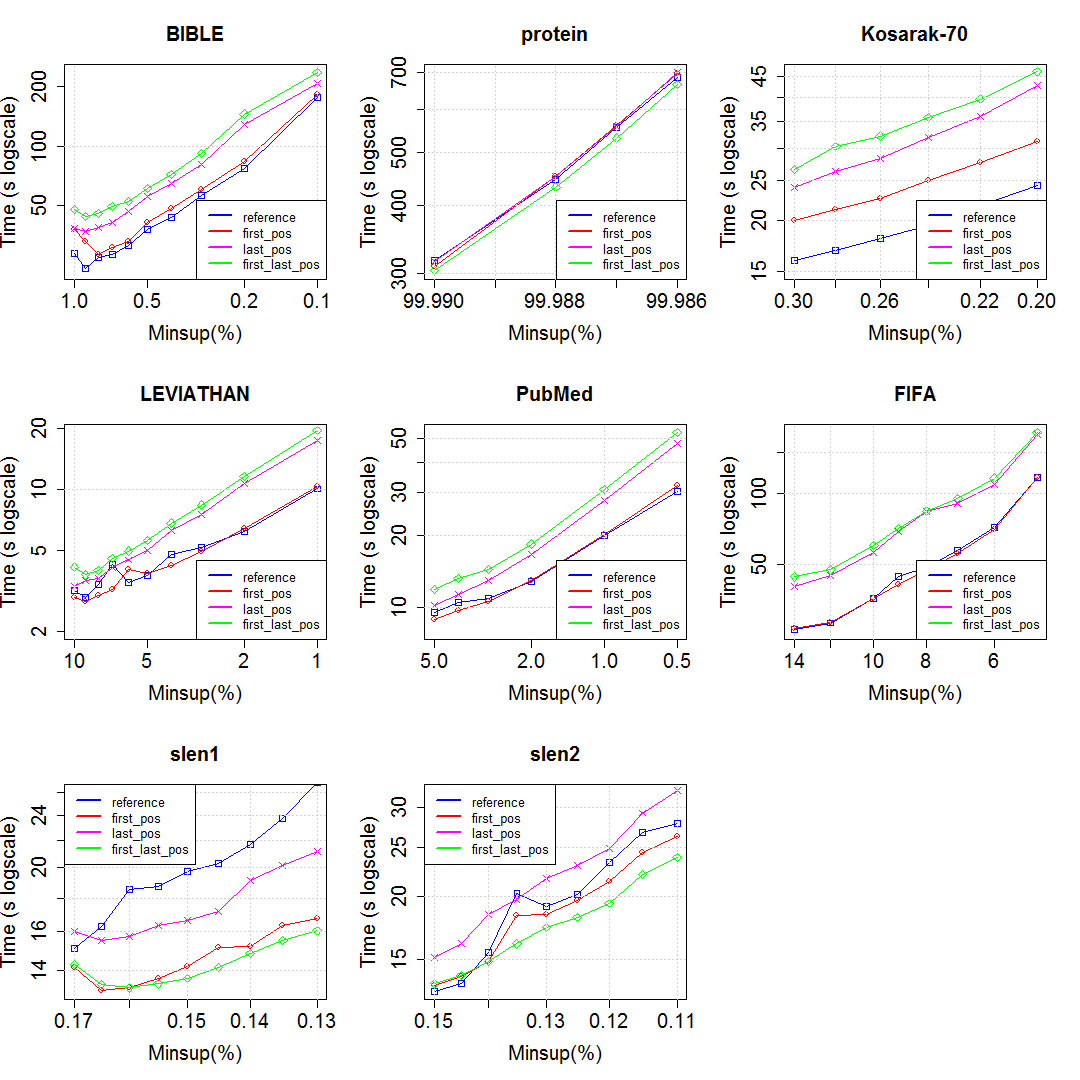 BIBLE
Time (s logscale)
50 100 200
1.0 0.5 0.2 0.1
Minsup(%)
reference
first_pos
last_pos
first_last_pos
protein
Time (s logscale)
300 400 500 700
99.990 99.988 99.986
Minsup(%)
reference
first_pos
last_pos
first_last_pos
Kosarak-70
Time (s logscale)
15 20 25 35 45
0.30 0.26 0.22 0.20
Minsup(%)
reference
first_pos
last_pos
first_last_pos
LEVIATHAN
Time (s logscale)
2 5 10 20
10 5 2 1
Minsup(%)
reference
first_pos
last_pos
first_last_pos
PubMed
Time (s logscale)
10 20 30 50
5.0 2.0 1.0 0.5
Minsup(%)
reference
first_pos
last_pos
first_last_pos
FIFA
Time (s logscale)
50 100
14 10 8 6
Minsup(%)
reference
first_pos
last_pos
first_last_pos
slen1
Time (s logscale)
14 16 20 24
0.17 0.15 0.14 0.13
Minsup(%)
reference
first_pos
last_pos
first_last_pos
slen2
Time (s logscale)
15 20 25 30
0.15 0.13 0.12 0.11
Minsup(%)
reference
first_pos
last_pos
first_last_pos